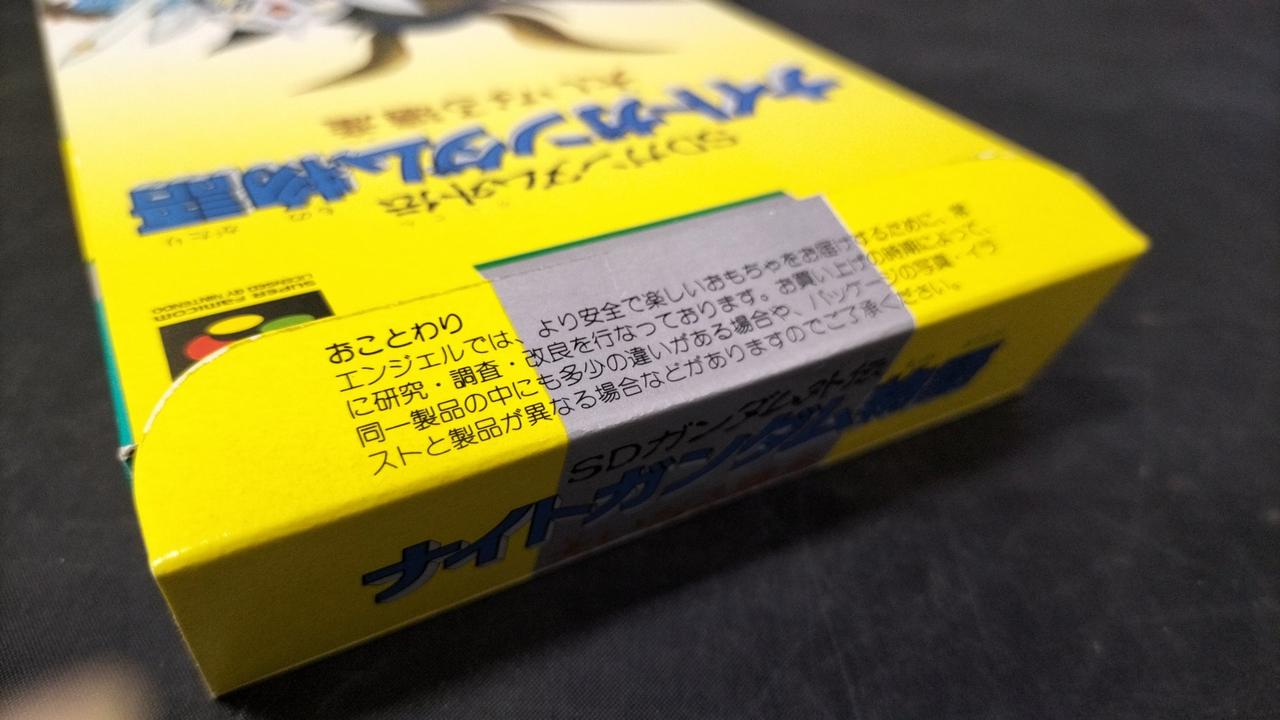 ナイトガンダム物語
大いなる遺産
SDガンダム外伝
もの がたり
SUPER FAMICOM
LICENSED BY NINTENDO
おことわり
エンジェルでは、より安全で楽しいおもちゃをお届けするために、常
に研究・調査・改良を行なっております。お買い上げの時期によって、
同一製品の中にも多少の違いがある場合や、パッケージの写真・イラ
ストと製品が異なる場合などがありますのでご了承ください。
SDガンダム外伝
ナイトガンダム物語